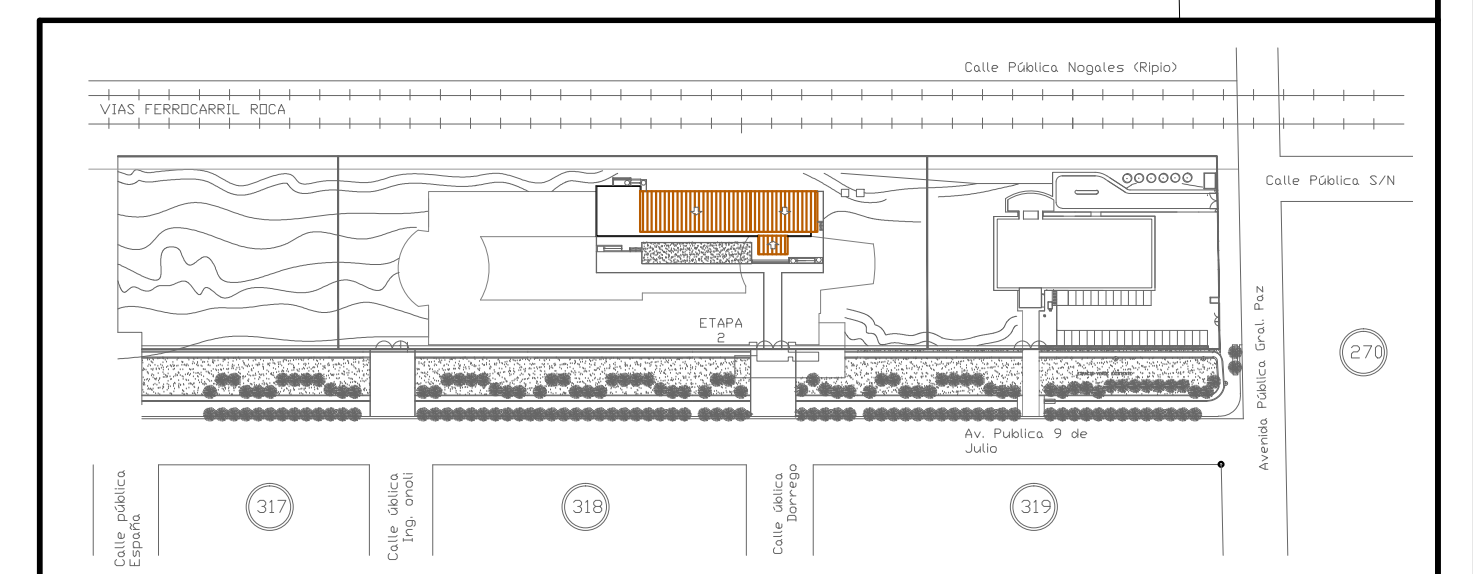 Calle Pública Nogales (Ripio)
VIAS FERROCARRIL ROCA
Calle Pública S/N
ETAPA
2
Avenida Pública Gral. Paz
270
Av. Publica 9 de
Julio
Calle pública
España
317
Calle ública
Ing. anoli
318
Calle ública
Dorrego
319